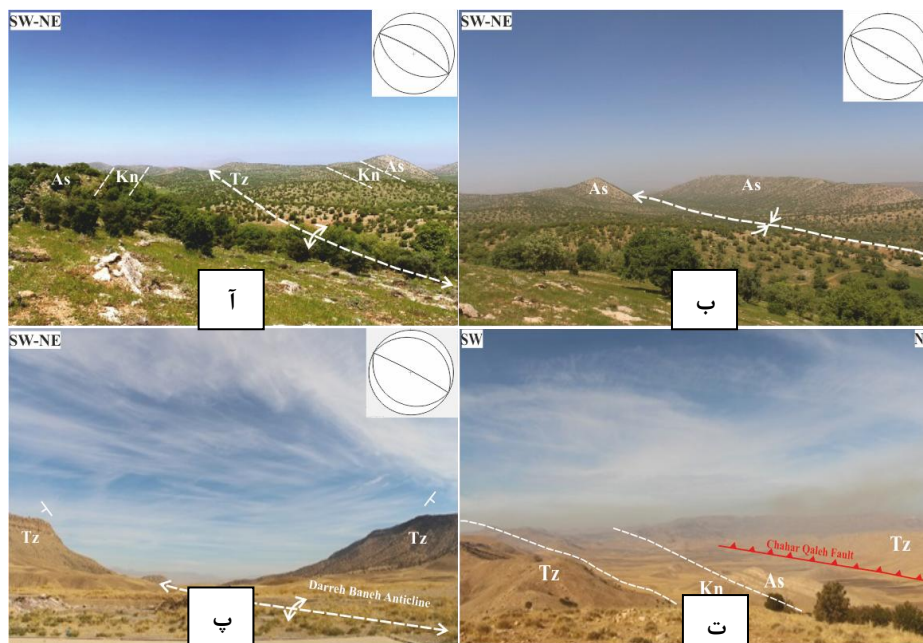 SW-NE
As
Kn
Tz
Kn
As
آ
SW-NE
As
As
ب
SW-NE
Tz
Tz
Darreh Baneh Anticline
پ
SW
N
Tz
Chahar Qaleh Fault
Tz
Kn
As
ت